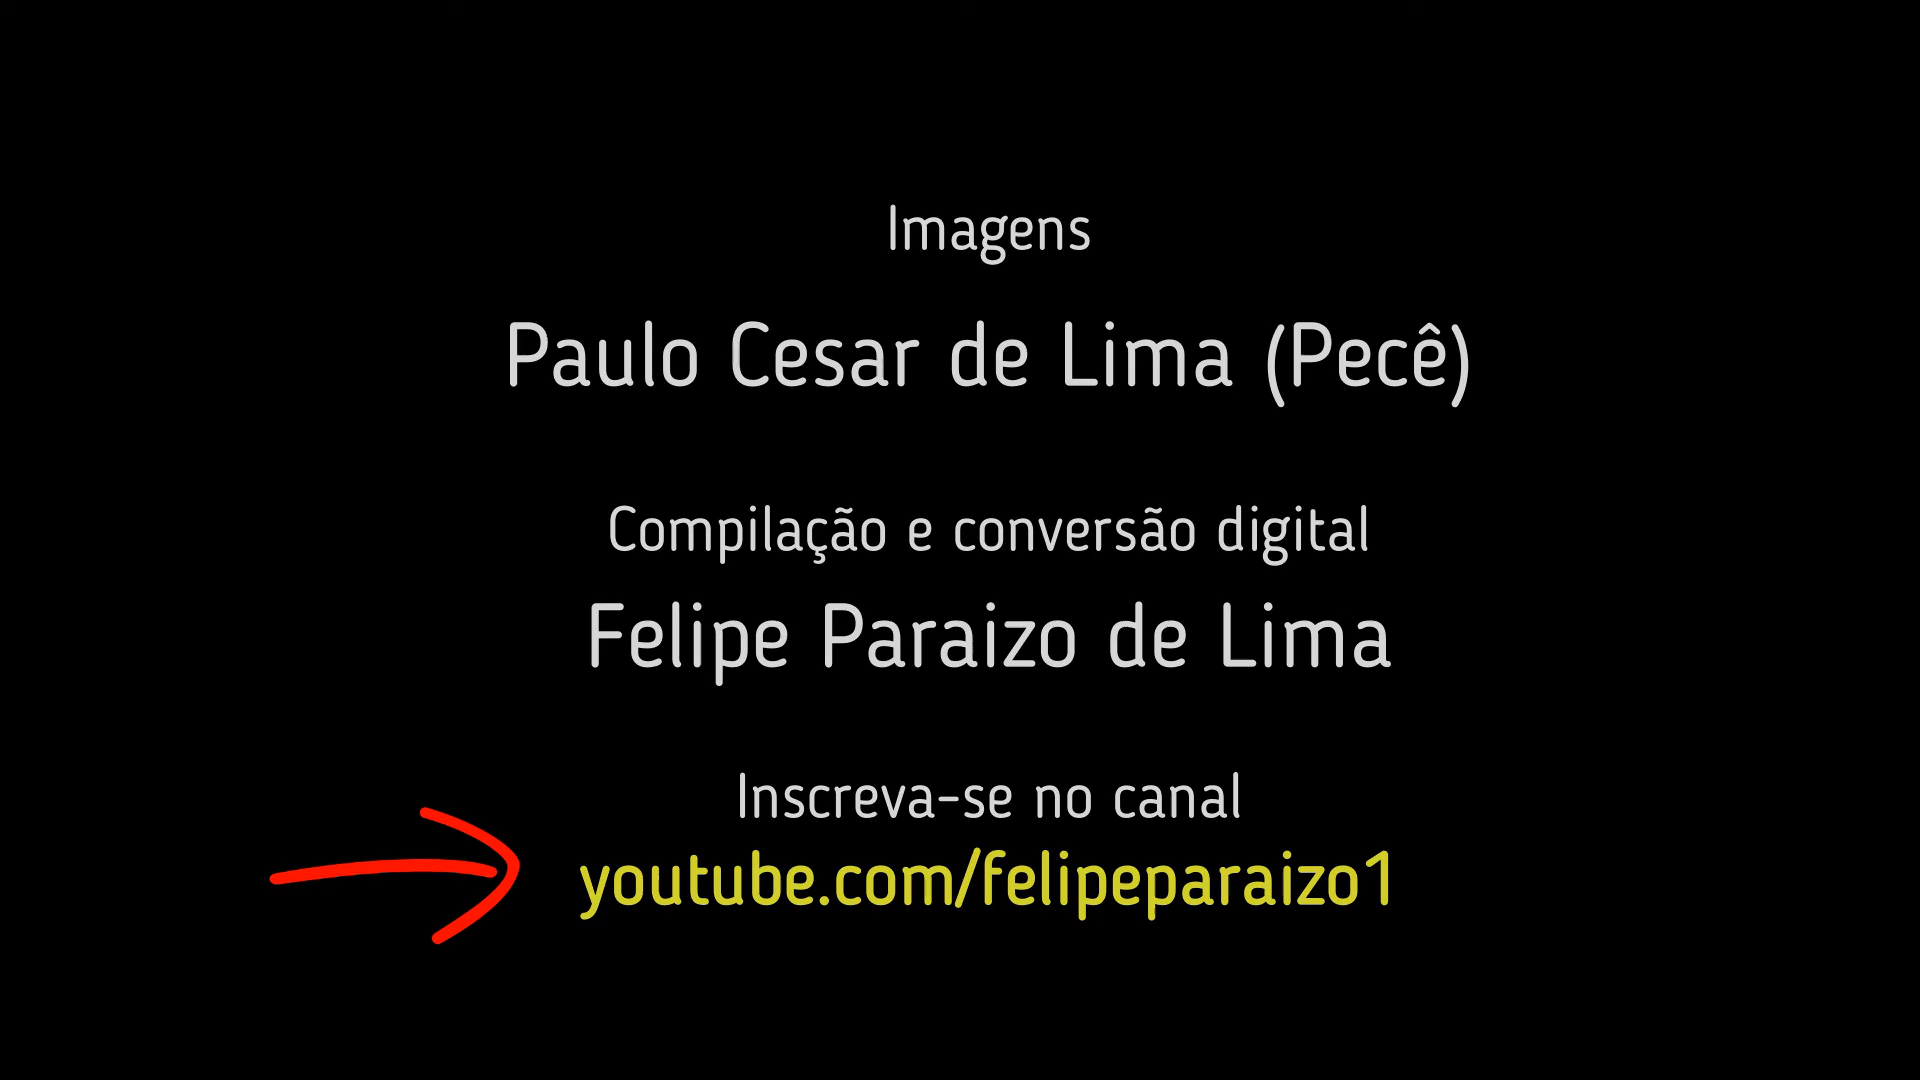 Imagens
Paulo Cesar de Lima (Pecê)
Compilação e conversão digital
Felipe Paraizo de Lima
Inscreva-se no canal
youtube.com/felipeparaizo1